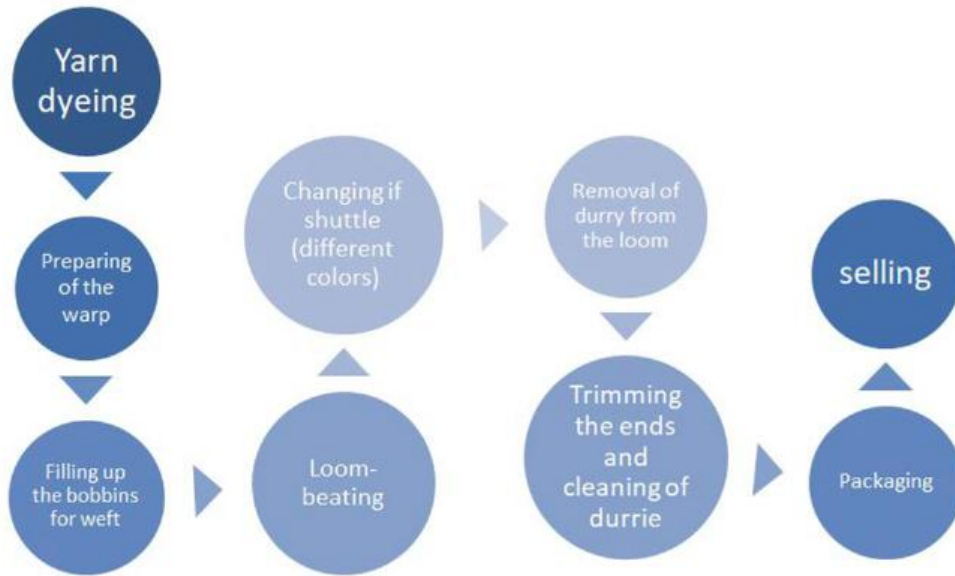 Yarn
dyeing
Preparing
of the
warp
Filling up
the bobbins
for weft
Loom-
beating
Changing if
shuttle
(different
colors)
Removal of
durry from
the loom
Trimming
the ends
and
cleaning of
durrie
Packaging
selling